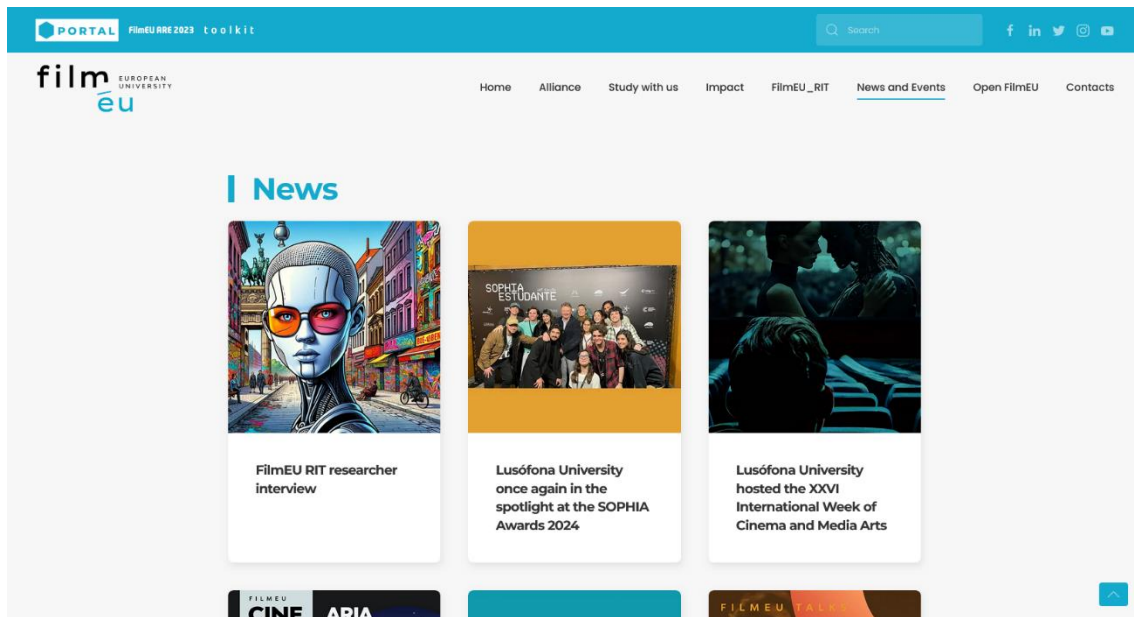 PORTAL FilmEU RRE 2023 toolkit Search
film EUROPEAN
UNIVERSITY
éu
Home Alliance Study with us Impact FilmEU_RIT News and Events Open FilmEU Contacts
News
SOPHIA
ESTUDANTE
FilmEU RIT researcher
interview
Lusófona University
once again in the
spotlight at the SOPHIA
Awards 2024
Lusófona University
hosted the XXVI
International Week of
Cinema and Media Arts
FILMEU
CINE ARIA
FILMEU TALKS